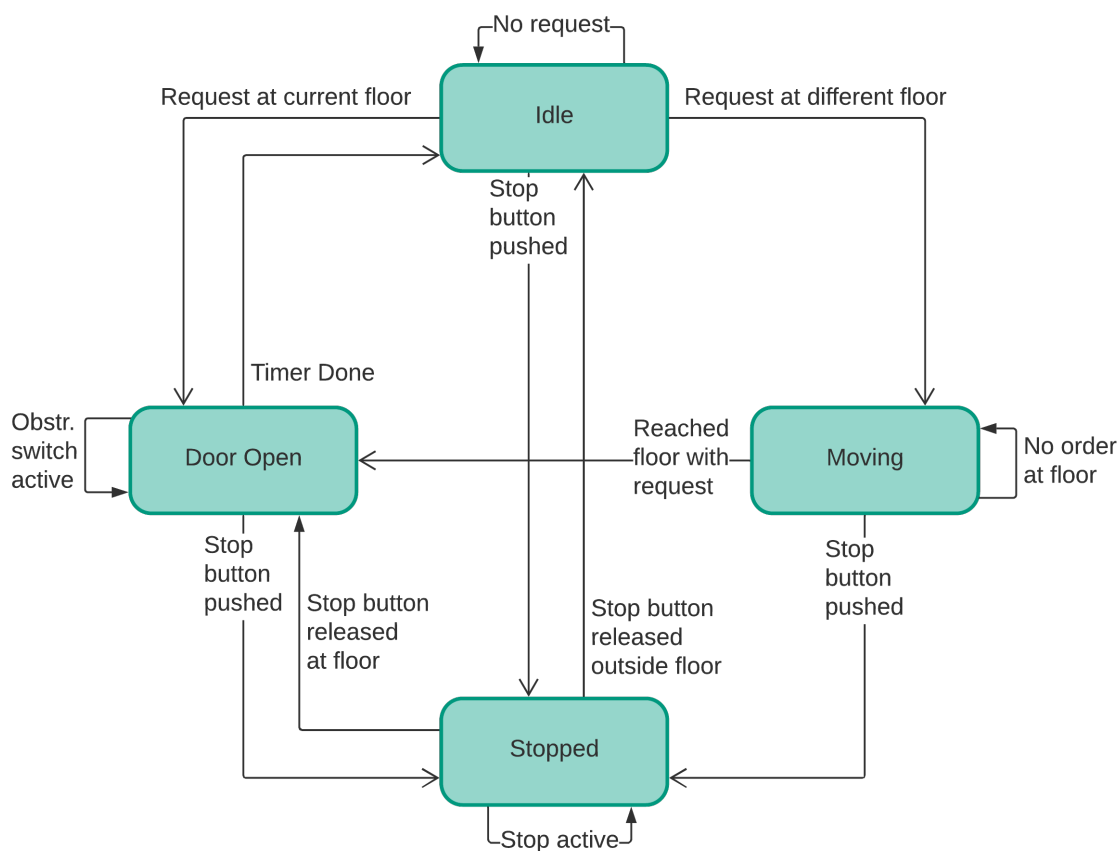 No request
Request at current floor
Idle
Request at different floor
Stop
button
pushed
Timer Done
Obstr.
switch
active
Door Open
Reached
floor with
request
Moving
No order
at floor
Stop
button
pushed
Stop button
released
at floor
Stop button
released
outside floor
Stop
button
pushed
Stopped
Stop active